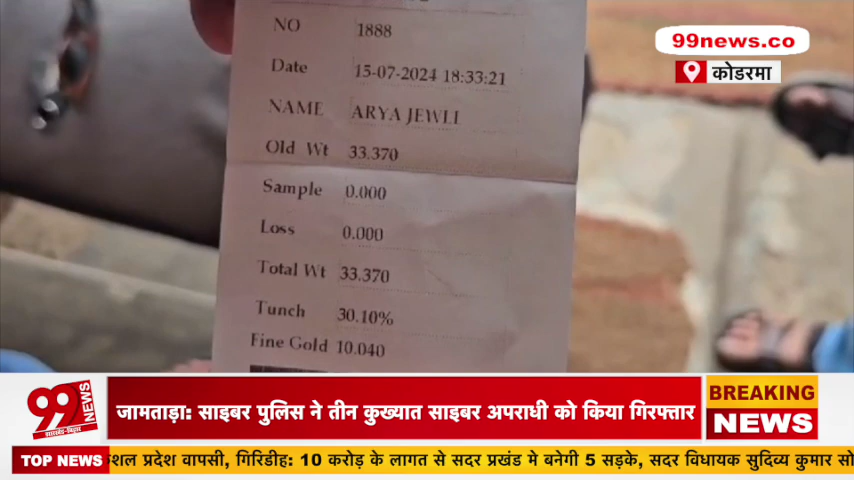 NO 1888
Date 15-07-2024 18:33:21
NAME ARYA JEWLI
Old Wt 33.370
Sample 0.000
Loss 0.000
Total Wt 33.370
Tunch 30.10%
Fine Gold 10.040
99news.co
कोडरमा
99 NEWS
झारखण्ड-बिहार
जामताड़ा: साइबर पुलिस ने तीन कुख्यात साइबर अपराधी को किया गिरफ्तार
BREAKING
NEWS
TOP NEWS
शल प्रदेश वापसी, गिरिडीह: 10 करोड़ के लागत से सदर प्रखंड मे बनेगी 5 सड़के, सदर विधायक सुदिव्य कुमार सो